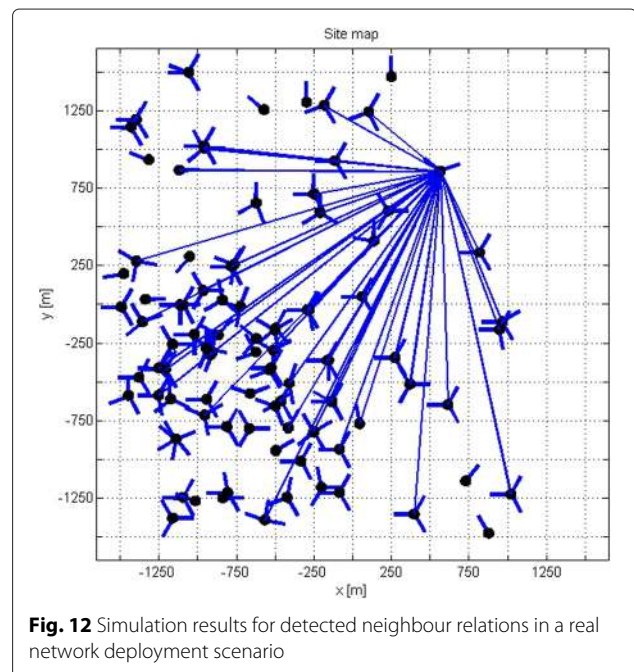 Site map
1250
750
250
-250
-750
-1250
y [m]
-1250
-750
-250
250
750
1250
x [m]
Fig. 12 Simulation results for detected neighbour relations in a real
network deployment scenario